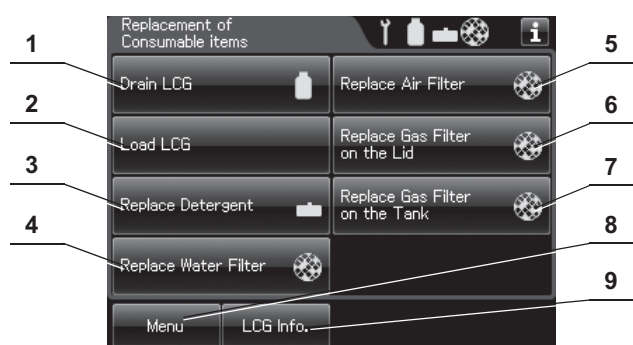 Replacement of
Consumable items
i
1
Drain LCG
Replace Air Filter
5
2
Load LCG
Replace Gas Filter
on the Lid
6
3
Replace Detergent
Replace Gas Filter
on the Tank
7
4
Replace Water Filter
8
Menu
LCG Info.
9